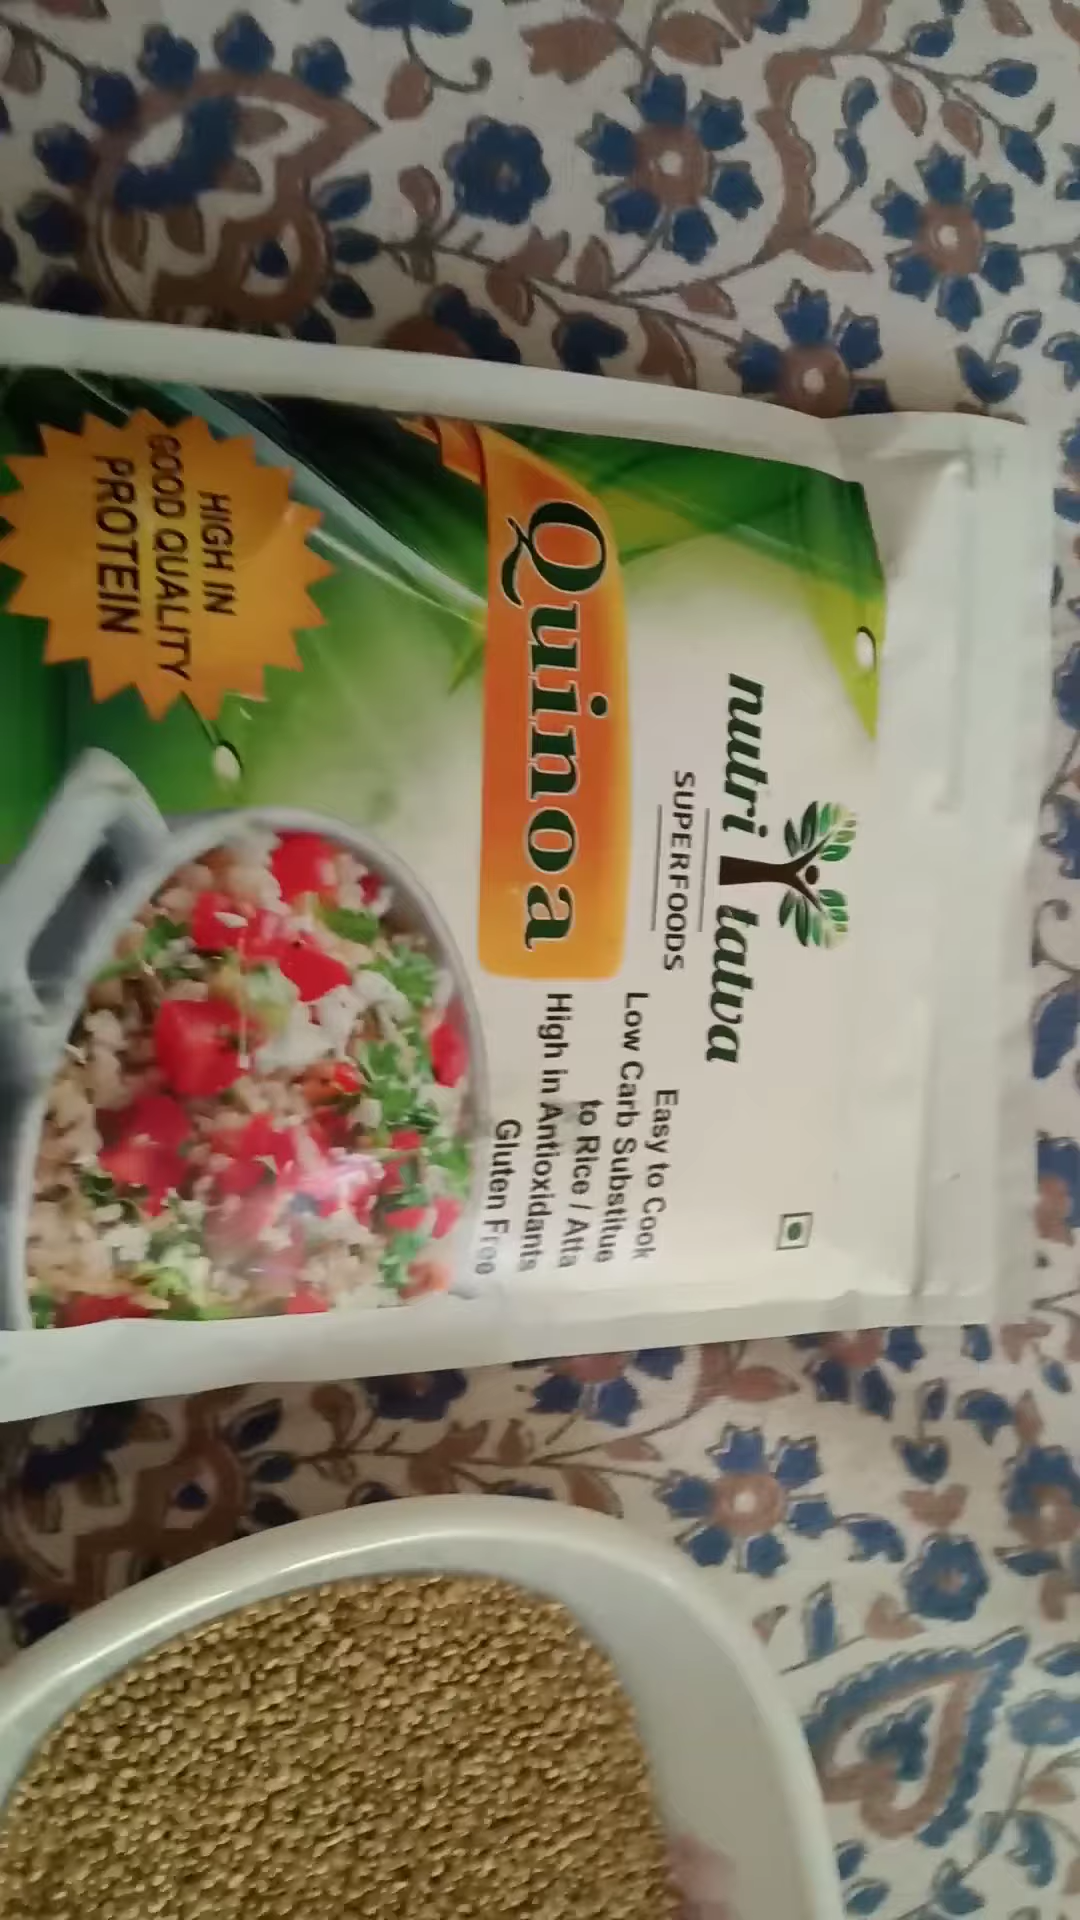 nutri tatva
SUPERFOODS
Quinoa
Easy to Cook
Low Carb Substitue
to Rice / Atta
High in Antioxidants
Gluten Free
HIGH IN
GOOD QUALITY
PROTEIN